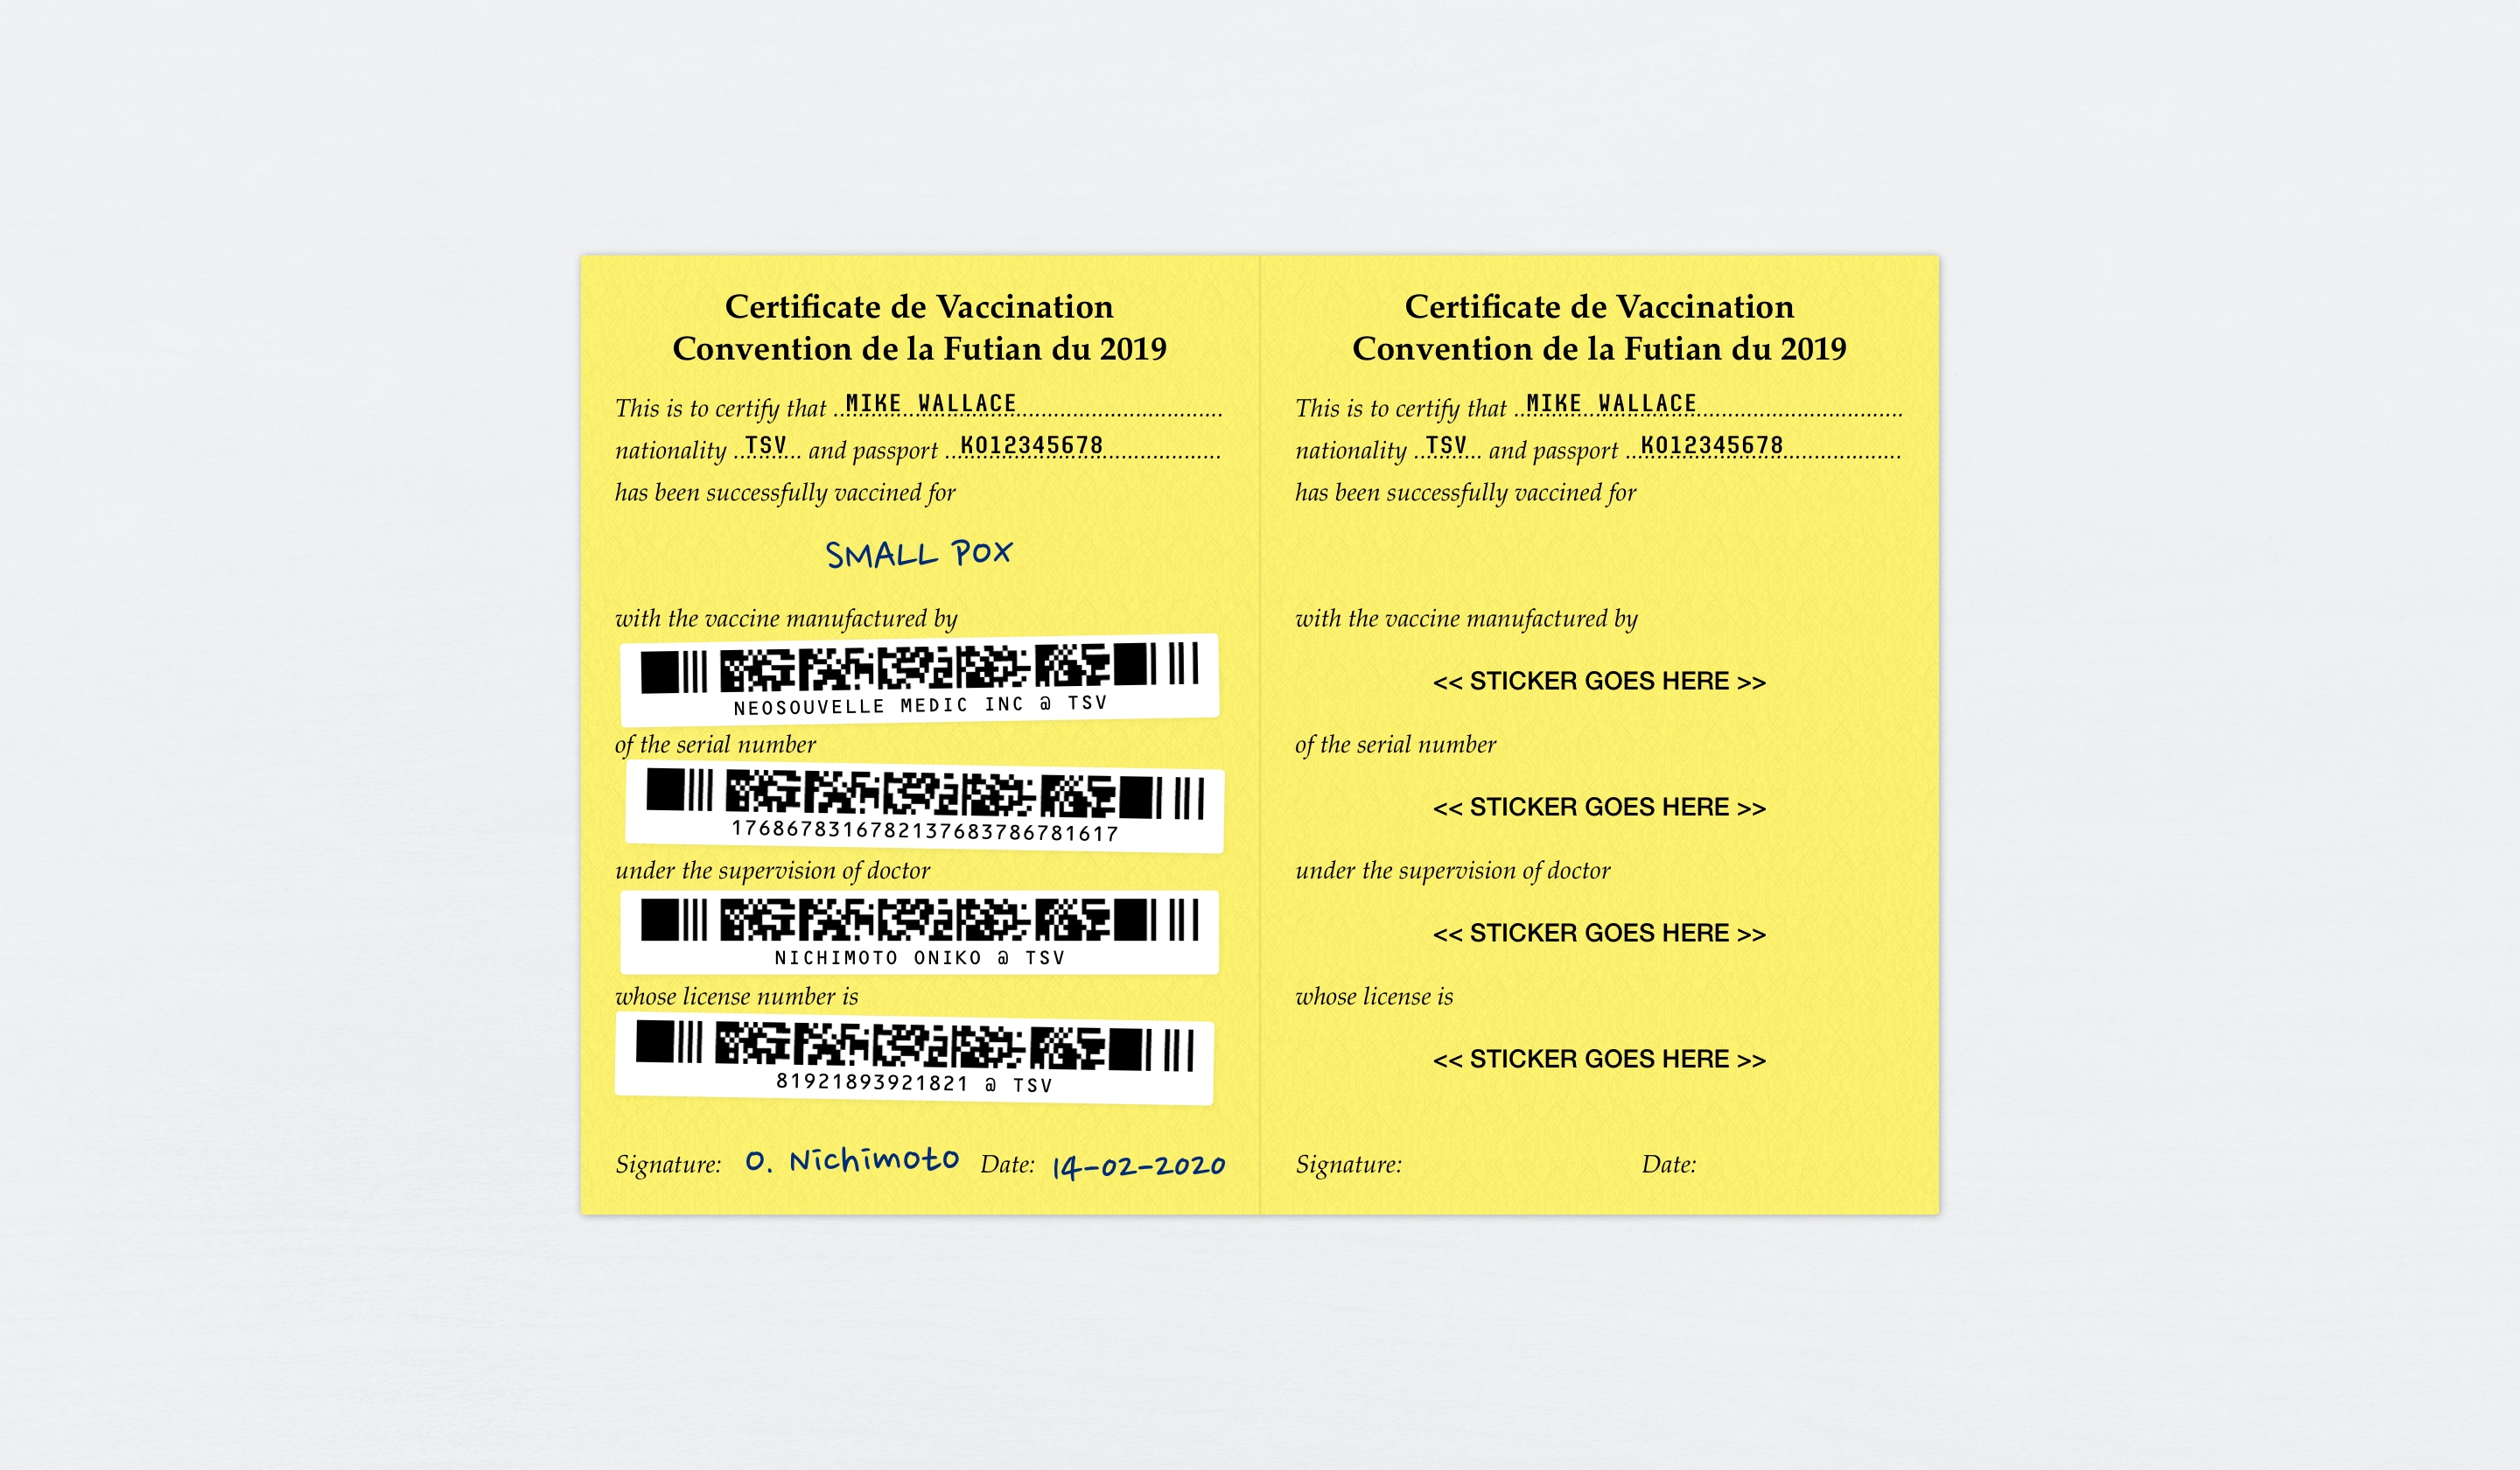 Certificate de Vaccination
Convention de la Futian du 2019
This is to certify that MIKE WALLACE
nationality TSV and passport K012345678
has been successfully vaccined for
SMALL POX
with the vaccine manufactured by
NEOSOUVELLE MEDIC INC @ TSV
of the serial number
1768678316782137683786781617
under the supervision of doctor
NICHIMOTO ONIKO @ TSV
whose license number is
81921893921821 @ TSV
Signature: O. Nichimoto Date: 14-02-2020
Certificate de Vaccination
Convention de la Futian du 2019
This is to certify that MIKE WALLACE
nationality TSV and passport K012345678
has been successfully vaccined for
with the vaccine manufactured by
<< STICKER GOES HERE >>
of the serial number
<< STICKER GOES HERE >>
under the supervision of doctor
<< STICKER GOES HERE >>
whose license is
<< STICKER GOES HERE >>
Signature: Date: